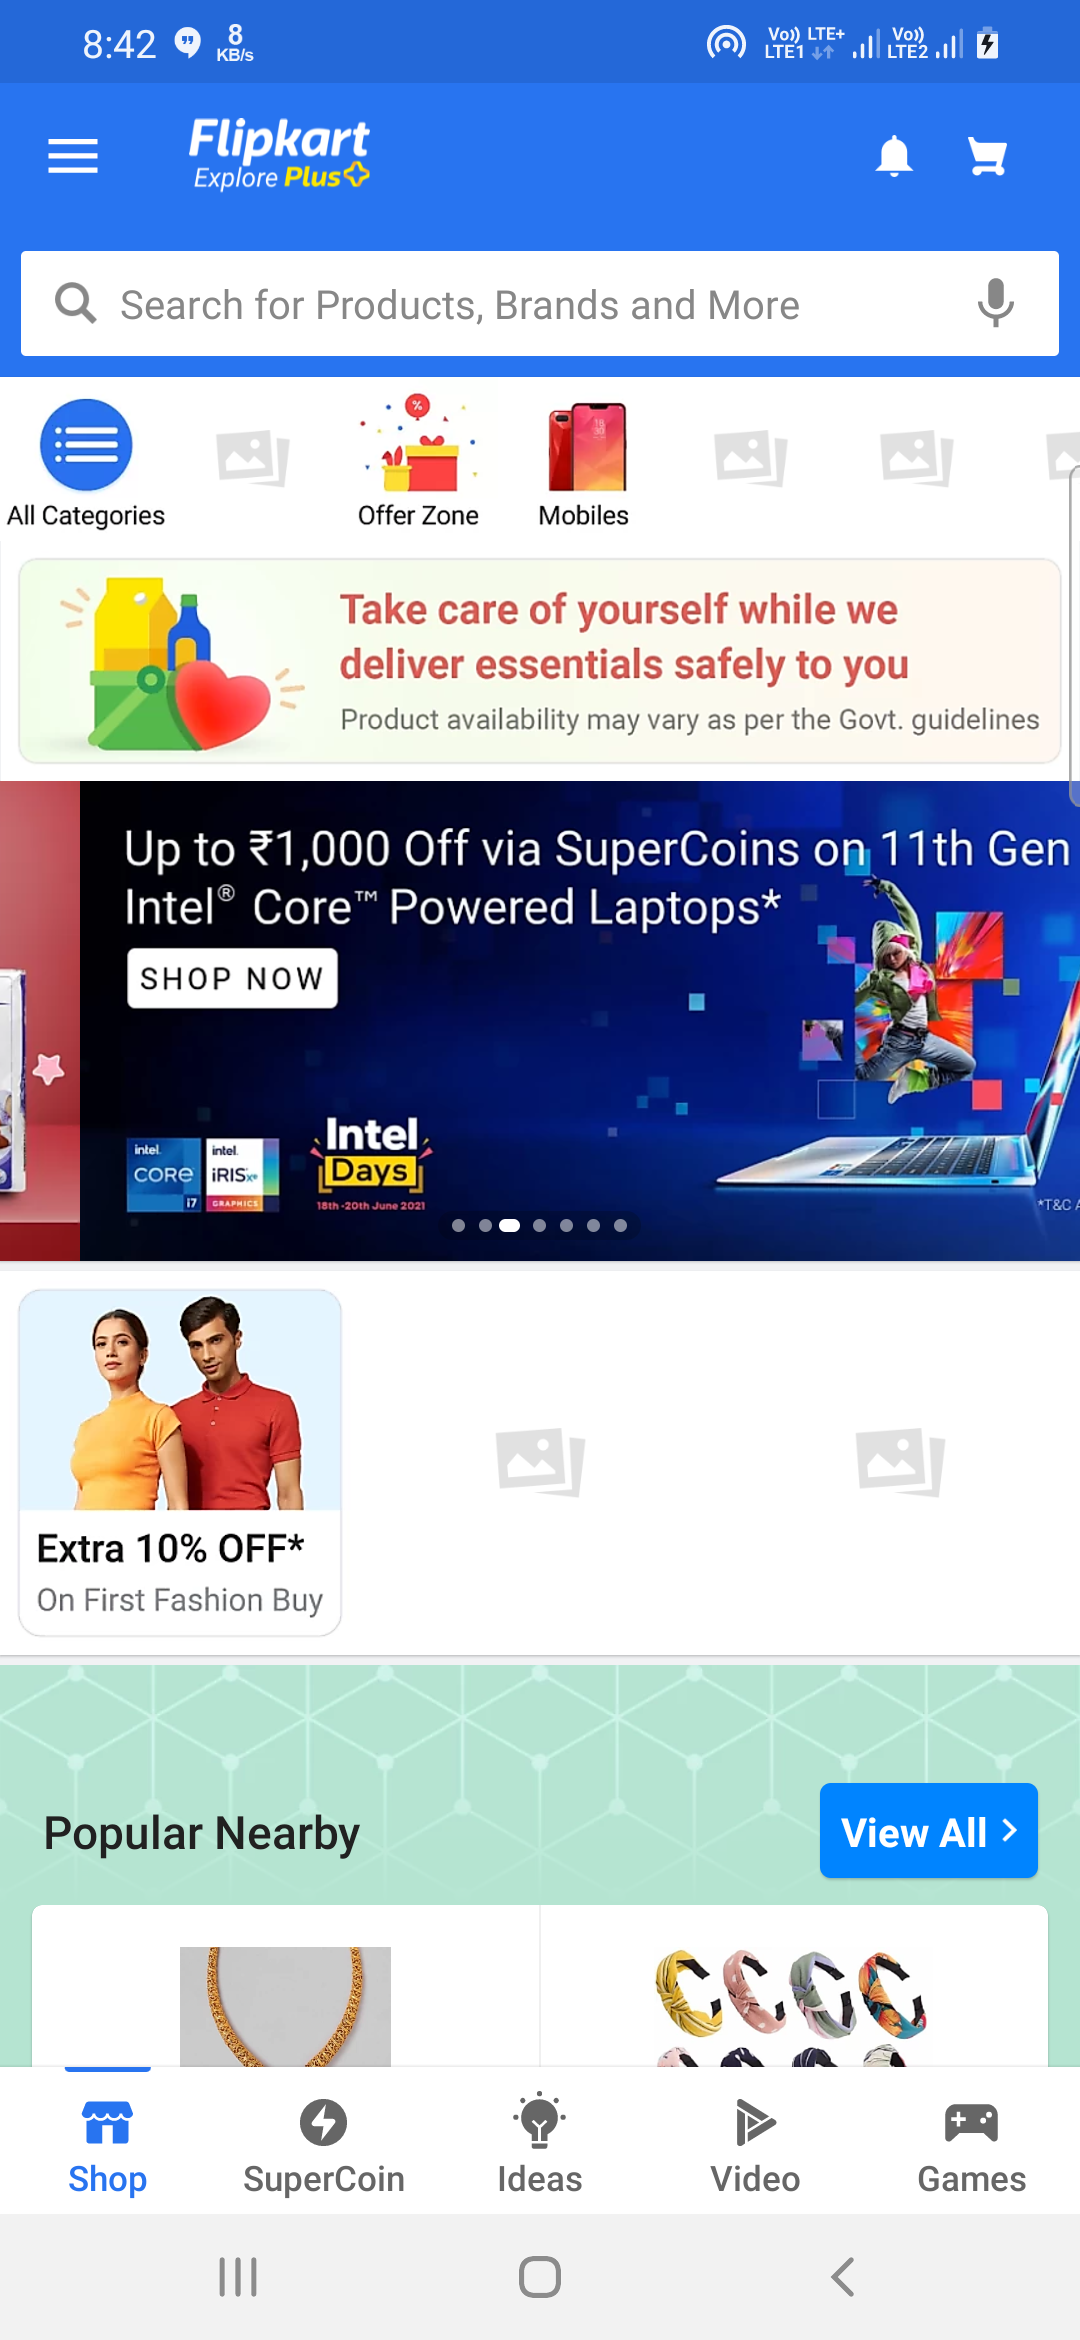 8:42
8
KB/s
Vo)) LTE+
LTE1
Vo))
LTE2
Flipkart
Explore Plus
Search for Products, Brands and More
%
All Categories
Offer Zone
Mobiles
Take care of yourself while we
deliver essentials safely to you
Product availability may vary as per the Govt. guidelines
Up to ₹1,000 Off via SuperCoins on 11th Gen
Intel® Core™ Powered Laptops*
SHOP NOW
intel.
CORE
i7
intel.
iRISxe
GRAPHICS
Intel
Days
18th-20th June 2021
*T&C A
Extra 10% OFF*
On First Fashion Buy
Popular Nearby
View All
Shop
SuperCoin
Ideas
Video
Games